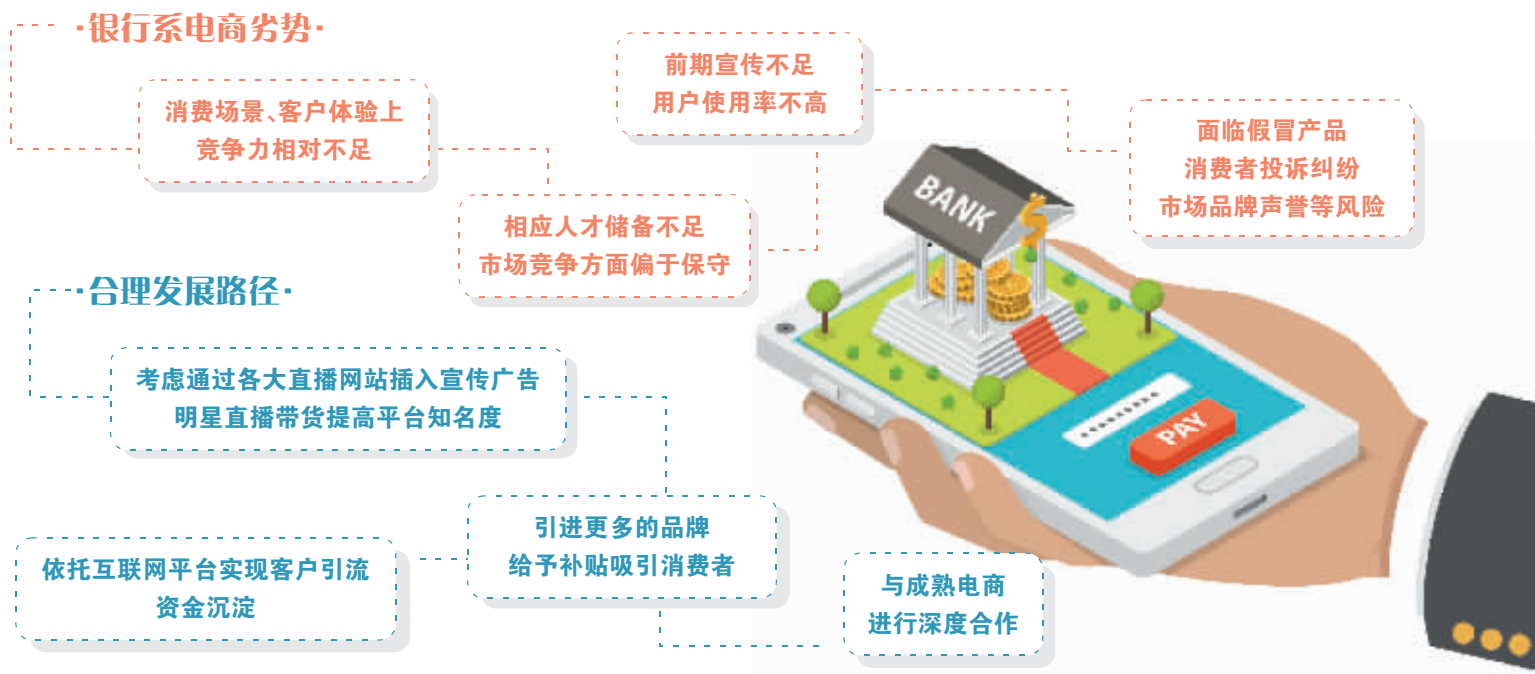 ·银行系电商劣势·
消费场景、客户体验上
竞争力相对不足
相应人才储备不足
市场竞争方面偏于保守
前期宣传不足
用户使用率不高
面临假冒产品
消费者投诉纠纷
市场品牌声誉等风险
BANK
$
PAY
·合理发展路径·
考虑通过各大直播网站插入宣传广告
明星直播带货提高平台知名度
引进更多的品牌
给予补贴吸引消费者
依托互联网平台实现客户引流
资金沉淀
与成熟电商
进行深度合作